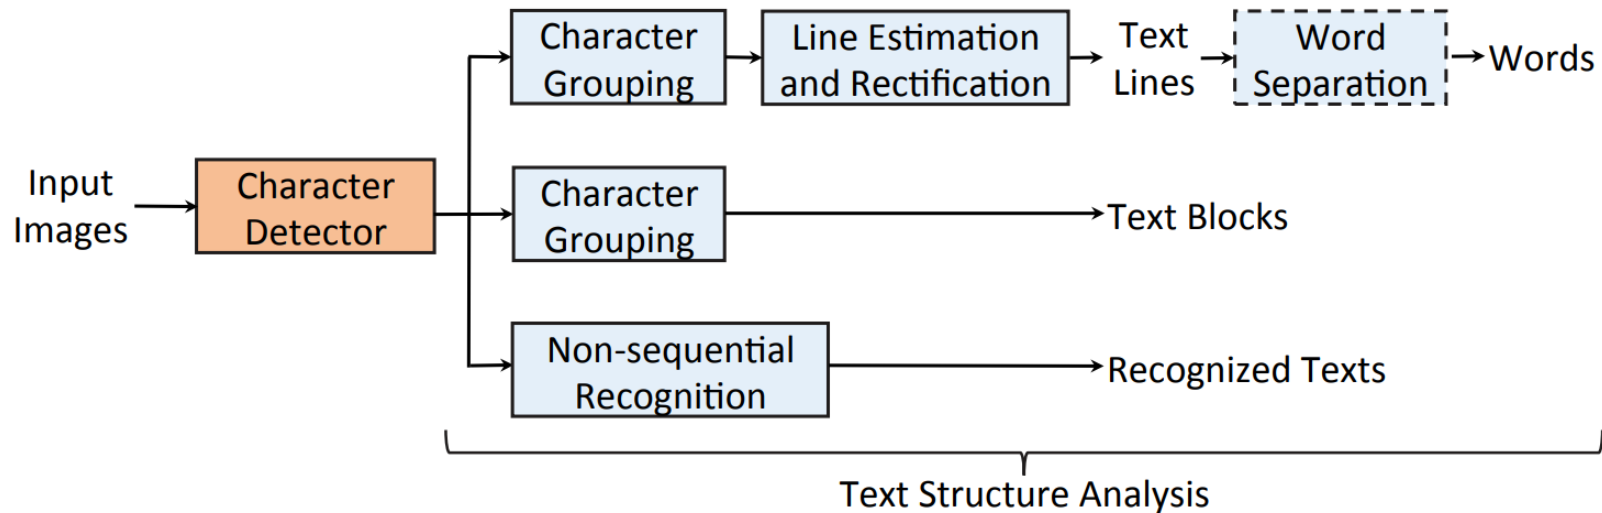 Input
Images
Character
Detector
Character
Grouping
Line Estimation
and Rectification
Text
Lines
Word
Separation
Words
Character
Grouping
Text Blocks
Non-sequential
Recognition
Recognized Texts
Text Structure Analysis